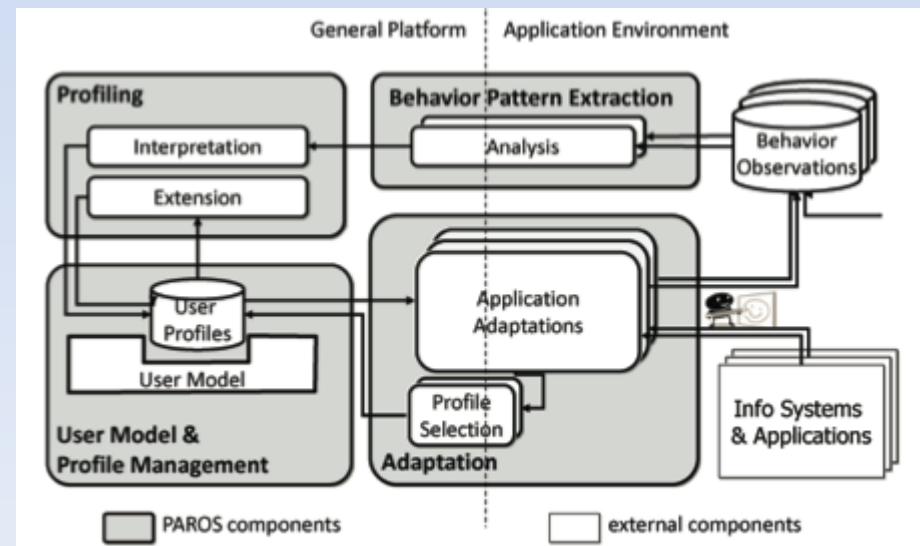 General Platform
Application Environment
Profiling
Interpretation
Extension
Behavior Pattern Extraction
Analysis
Behavior
Observations
User
Profiles
User Model
User Model &
Profile Management
Application
Adaptations
Profile
Selection
Adaptation
Info Systems
& Applications
PAROS components
external components